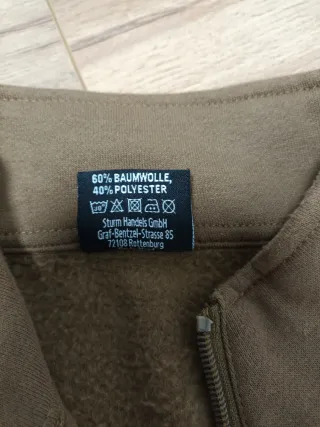 60% BAUMWOLLE,
40% POLYESTER
Sturm Handels GmbH
Graf-Bentzel-Strasse 85
72108 Rottenburg